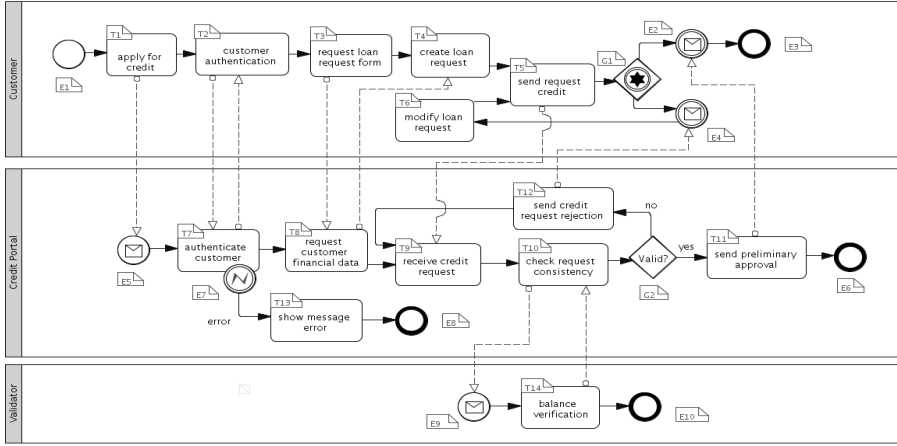 Customer
E1
T1
apply for
credit
T2
customer
authentication
T3
request loan
request form
T4
create loan
request
T5
send request
credit
T6
modify loan
request
G1
E2
E3
E4
Credit Portal
E5
T7
authenticate
customer
E7
error
T8
request
customer
financial data
T13
show message
error
E8
T9
receive credit
request
T10
check request
consistency
T12
send credit
request rejection
no
Valid?
yes
G2
T11
send preliminary
approval
E6
Validator
E9
T14
balance
verification
E10